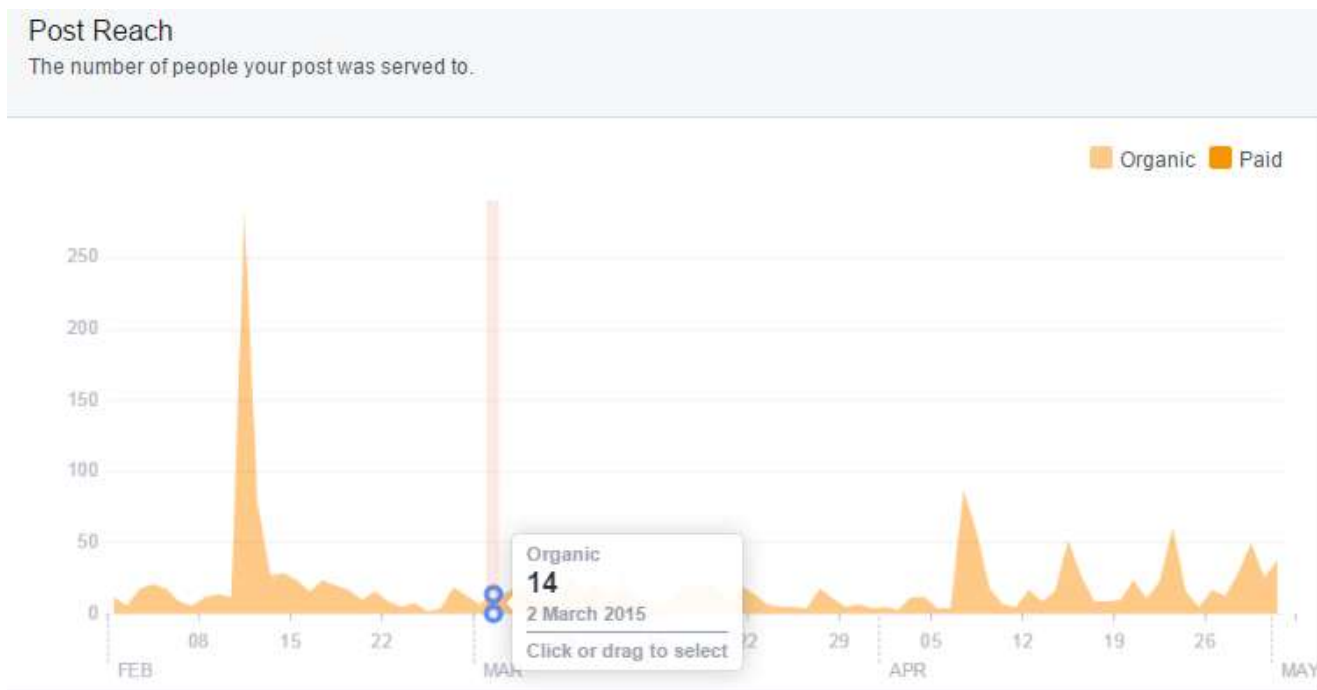 Post Reach
The number of people your post was served to.
Organic Paid
250
200
150
100
50
0
Organic
14
2 March 2015
Click or drag to select
08 15 22 29 05 12 19 26
FEB MAR APR MAY